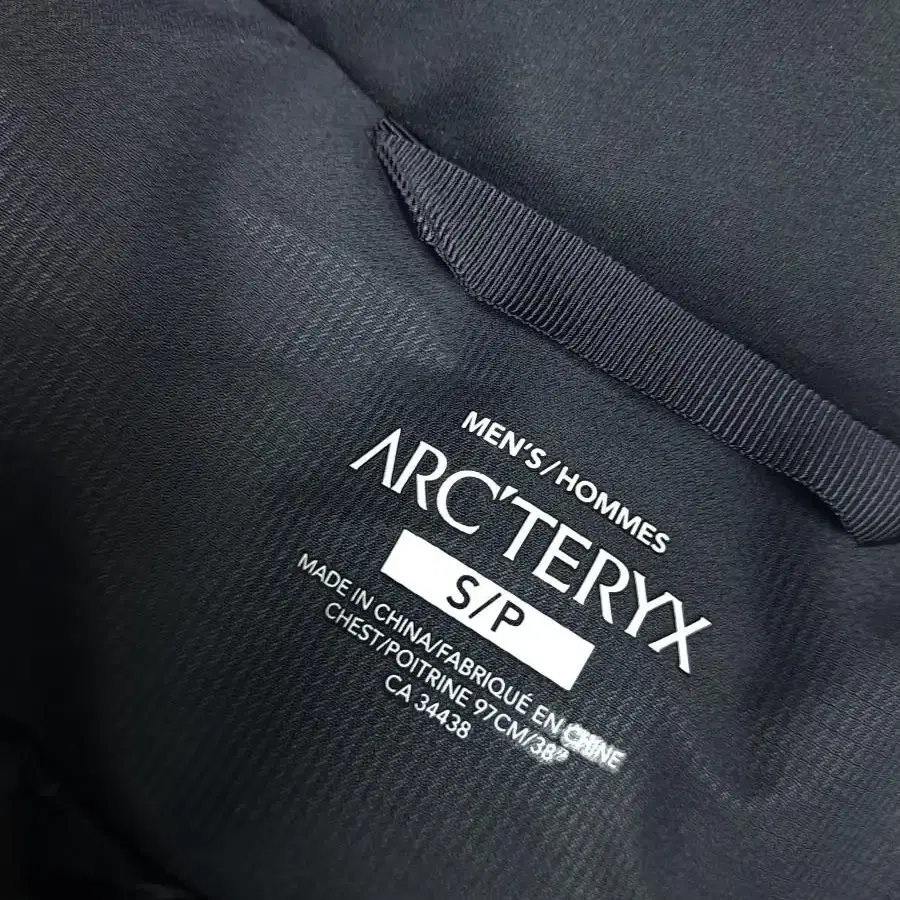 MEN'S/HOMMES
ARC'TERYX
S/P
MADE IN CHINA/FABRIQUÉ EN CHINE
CHEST/POITRINE 97CM/38"
CA 34438